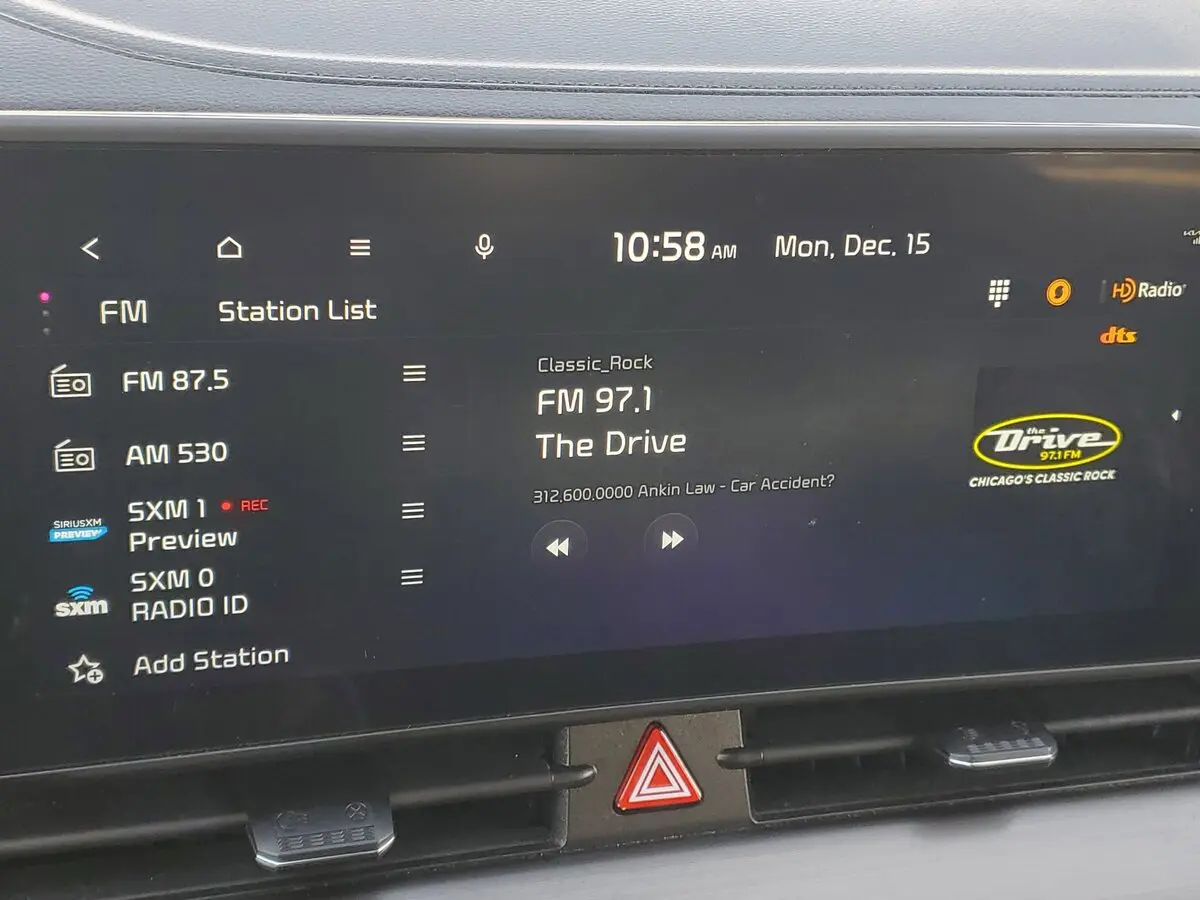 10:58 AM Mon, Dec. 15
FM Station List
HD Radio
dts
FM 87.5
AM 530
SIRIUSXM
PREVIEW
SXM 1 REC
Preview
sxm
SXM 0
RADIO ID
Add Station
Classic_Rock
FM 97.1
The Drive
312.600.0000 Ankin Law - Car Accident?
the
Drive
97.1 FM
CHICAGO'S CLASSIC ROCK